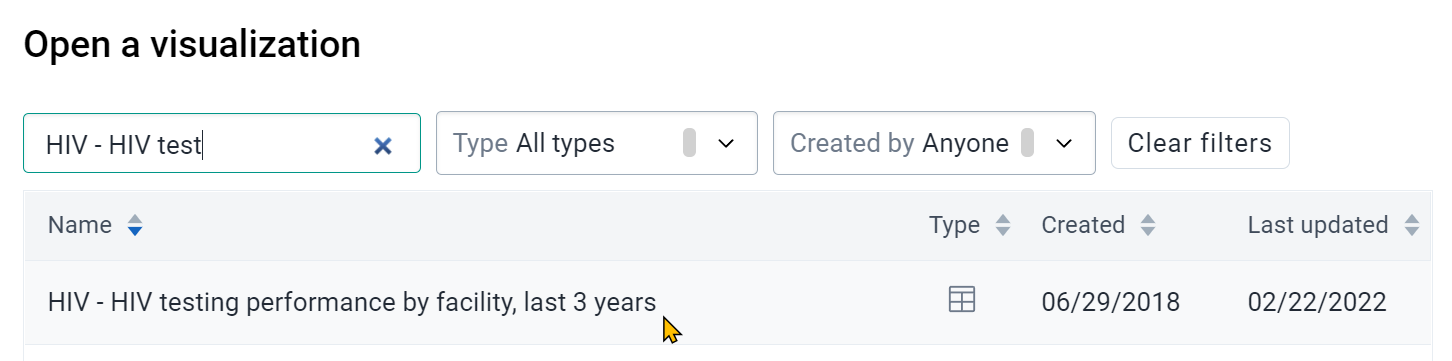 Open a visualization
HIV - HIV test
Type All types
Created by Anyone
Clear filters
Name Type Created Last updated
HIV - HIV testing performance by facility, last 3 years 06/29/2018 02/22/2022